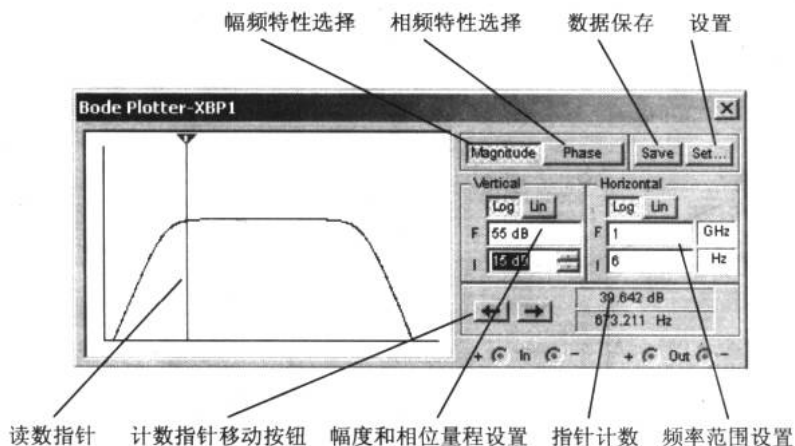 幅频特性选择 相频特性选择 数据保存 设置
Bode Plotter-XBP1
Magnitude Phase Save Set...
Vertical Horizontal
Log Lin Log Lin
F 55 dB F 1 GHz
I 15 dB I 6 Hz
39.642 dB
673.211 Hz
+ In - + Out -
读数指针 计数指针移动按钮 幅度和相位量程设置 指针计数 频率范围设置